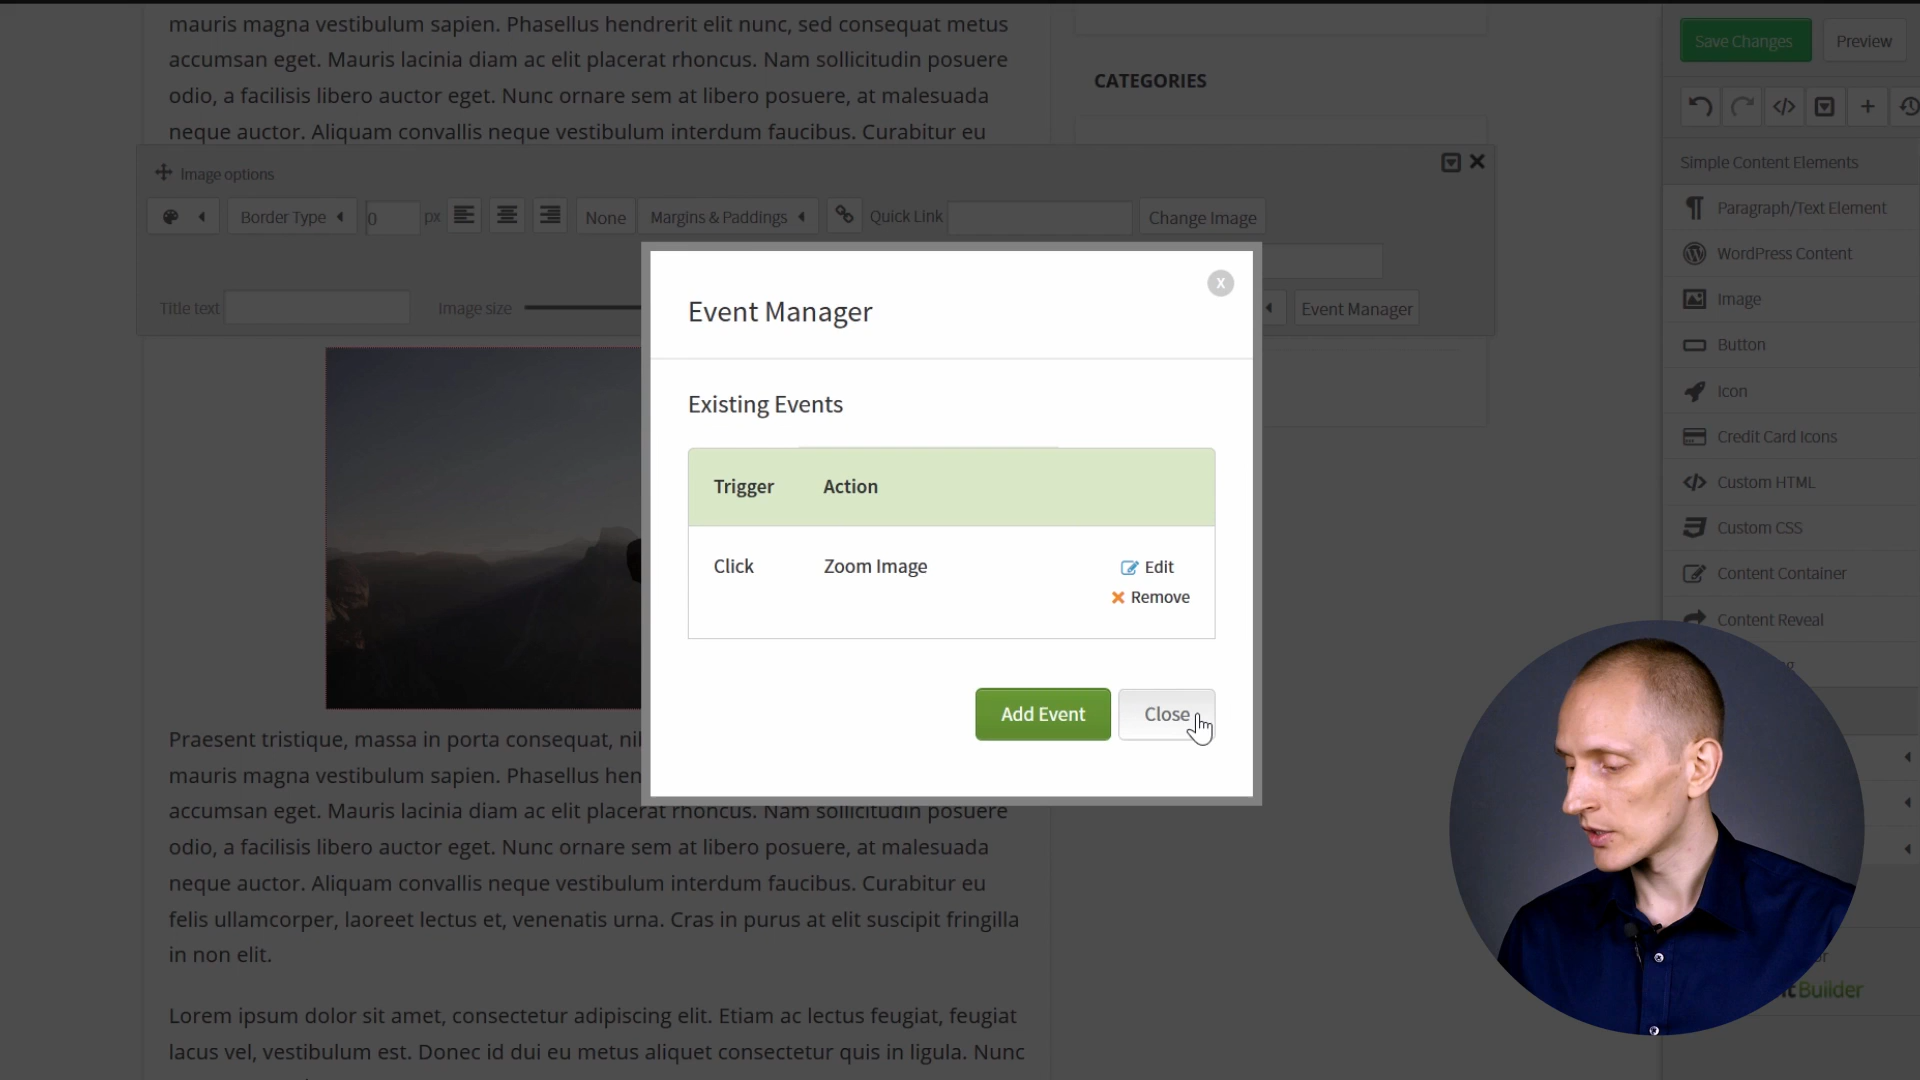 mauris magna vestibulum sapien. Phasellus hendrerit elit nunc, sed consequat metus
accumsan eget. Mauris lacinia diam ac elit placerat rhoncus. Nam sollicitudin posuere
odio, a facilisis libero auctor eget. Nunc ornare sem at libero posuere, at malesuada
neque auctor. Aliquam convallis neque vestibulum interdum faucibus. Curabitur eu
CATEGORIES
Save Changes
Preview
Image options
Border Type
0
px
None
Margins & Paddings
Quick Link
Change Image
Title text
Image size
Event Manager
Event Manager
X
Existing Events
Trigger Action
Click Zoom Image
Edit
Remove
Add Event
Close
Simple Content Elements
Paragraph/Text Element
WordPress Content
Image
Button
Icon
Credit Card Icons
Custom HTML
Custom CSS
Content Container
Content Reveal
Praesent tristique, massa in porta consequat,
mauris magna vestibulum sapien. Phasellus hen
accumsan eget. Mauris lacinia diam ac elit placerat rhoncus. Nam sollicitudin posuere
odio, a facilisis libero auctor eget. Nunc ornare sem at libero posuere, at malesuada
neque auctor. Aliquam convallis neque vestibulum interdum faucibus. Curabitur eu
felis ullamcorper, laoreet lectus et, venenatis urna. Cras in purus at elit suscipit fringilla
in non elit.
Lorem ipsum dolor sit amet, consectetur adipiscing elit. Etiam ac lectus feugiat, feugiat
lacus vel, vestibulum est. Donec id dui eu metus aliquet consectetur quis in ligula. Nunc
Builder